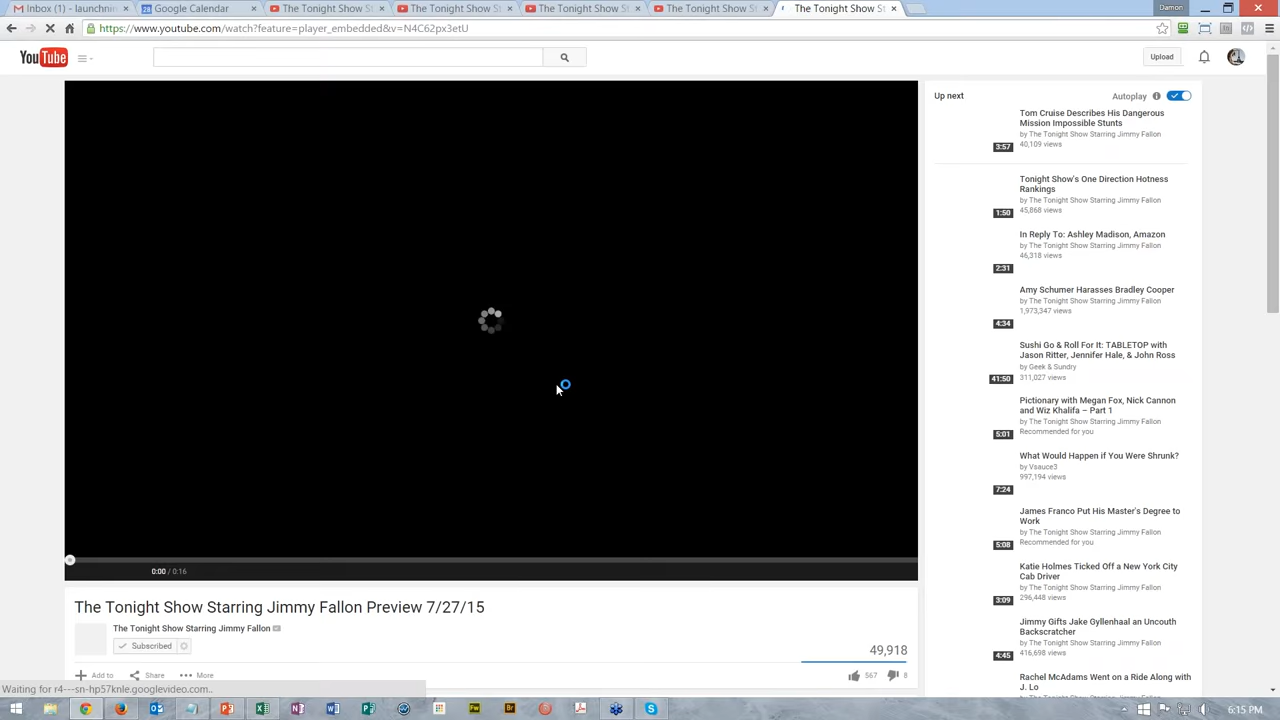 Inbox
Google Calendar
The Tonight Show St
The Tonight Show St
The Tonight Show St
The Tonight Show St
The Tonight Show St
Damon
https://www.youtube.com/watch?feature=player_embedded&v=N4C62px3etU
YouTube
Upload
Up next
Autoplay
Tom Cruise Describes His Dangerous
Mission Impossible Stunts
by The Tonight Show Starring Jimmy Fallon
40,109 views
3:57
Tonight Show's One Direction Hotness
Rankings
by The Tonight Show Starring Jimmy Fallon
45,868 views
1:50
In Reply To: Ashley Madison, Amazon
by The Tonight Show Starring Jimmy Fallon
46,318 views
2:31
Amy Schumer Harasses Bradley Cooper
by The Tonight Show Starring Jimmy Fallon
1,973,347 views
4:34
Sushi Go & Roll For It: TABLETOP with
Jason Ritter, Jennifer Hale, & John Ross
by Geek & Sundry
311,027 views
41:50
Pictionary with Megan Fox, Nick Cannon
and Wiz Khalifa – Part 1
by The Tonight Show Starring Jimmy Fallon
Recommended for you
5:01
What Would Happen if You Were Shrunk?
by Vsauce3
997,194 views
7:24
James Franco Put His Master's Degree to
Work
by The Tonight Show Starring Jimmy Fallon
Recommended for you
5:08
Katie Holmes Ticked Off a New York City
Cab Driver
by The Tonight Show Starring Jimmy Fallon
296,448 views
3:09
Jimmy Gifts Jake Gyllenhaal an Uncouth
Backscratcher
by The Tonight Show Starring Jimmy Fallon
416,698 views
4:45
Rachel McAdams Went on a Ride Along with
J. Lo
0:00 / 0:16
The Tonight Show Starring Jimmy Fallon Preview 7/27/15
The Tonight Show Starring Jimmy Fallon
Subscribed
49,918
Add to
Share
More
567
8
Waiting for r4---sn-hp57knle.googlevideo.com...
6:15 PM